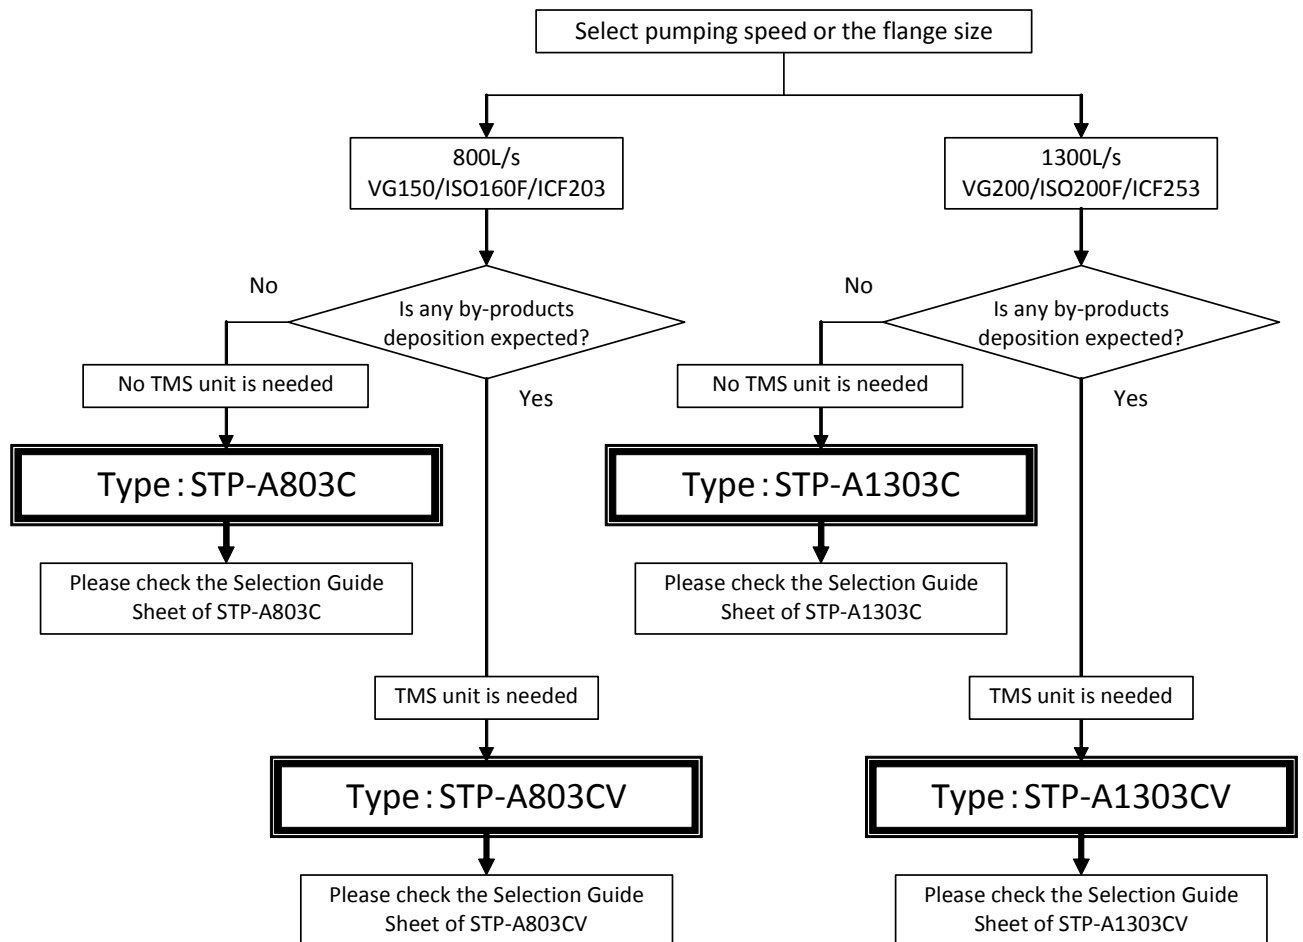 Select pumping speed or the flange size
800L/s
VG150/ISO160F/ICF203
1300L/s
VG200/ISO200F/ICF253
No
Is any by-products
deposition expected?
No
Is any by-products
deposition expected?
No TMS unit is needed
Yes
No TMS unit is needed
Yes
Type : STP-A803C
Type : STP-A1303C
Please check the Selection Guide
Sheet of STP-A803C
Please check the Selection Guide
Sheet of STP-A1303C
TMS unit is needed
TMS unit is needed
Type : STP-A803CV
Type : STP-A1303CV
Please check the Selection Guide
Sheet of STP-A803CV
Please check the Selection Guide
Sheet of STP-A1303CV